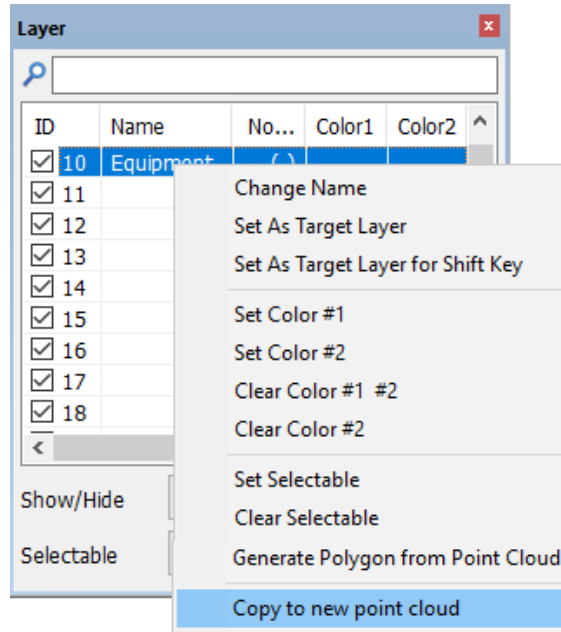 Layer
ID Name No... Color1 Color2
10 Equipment ( )
11
12
13
14
15
16
17
18
Show/Hide
Selectable
Change Name
Set As Target Layer
Set As Target Layer for Shift Key
Set Color #1
Set Color #2
Clear Color #1 #2
Clear Color #2
Set Selectable
Clear Selectable
Generate Polygon from Point Cloud
Copy to new point cloud